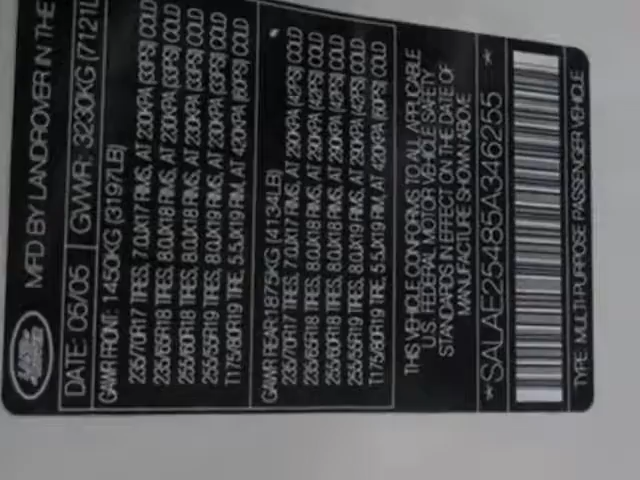 LAND ROVER
MFD BY LANDROVER IN THE
DATE: 06/05 GVWR: 3230KG (7121L
GAWR FRONT: 1450KG (3197LB)
235/70R17 TIRES, 7.0JX17 RIMS, AT 230KPA (33PSI) COLD
235/65R18 TIRES, 8.0JX18 RIMS, AT 230KPA (33PSI) COLD
255/60R18 TIRES, 8.0JX18 RIMS, AT 230KPA (33PSI) COLD
255/55R19 TIRES, 8.0JX19 RIMS, AT 230KPA (33PSI) COLD
T175/80R19 TIRE, 5.5JX19 RIM, AT 420KPA (60PSI) COLD
GAWR REAR 1875KG (4134LB)
235/70R17 TIRES, 7.0JX17 RIMS, AT 290KPA (42PSI) COLD
235/65R18 TIRES, 8.0JX18 RIMS, AT 290KPA (42PSI) COLD
255/60R18 TIRES, 8.0JX18 RIMS, AT 290KPA (42PSI) COLD
255/55R19 TIRES, 8.0JX19 RIMS, AT 290KPA (42PSI) COLD
T175/80R19 TIRE, 5.5JX19 RIM, AT 420KPA (60PSI) COLD
THIS VEHICLE CONFORMS TO ALL APPLICABLE
U.S. FEDERAL MOTOR VEHICLE SAFETY
STANDARDS IN EFFECT ON THE DATE OF
MANUFACTURE SHOWN ABOVE
*SALAE25485A346255 *
TYPE: MULTI-PURPOSE PASSENGER VEHICLE